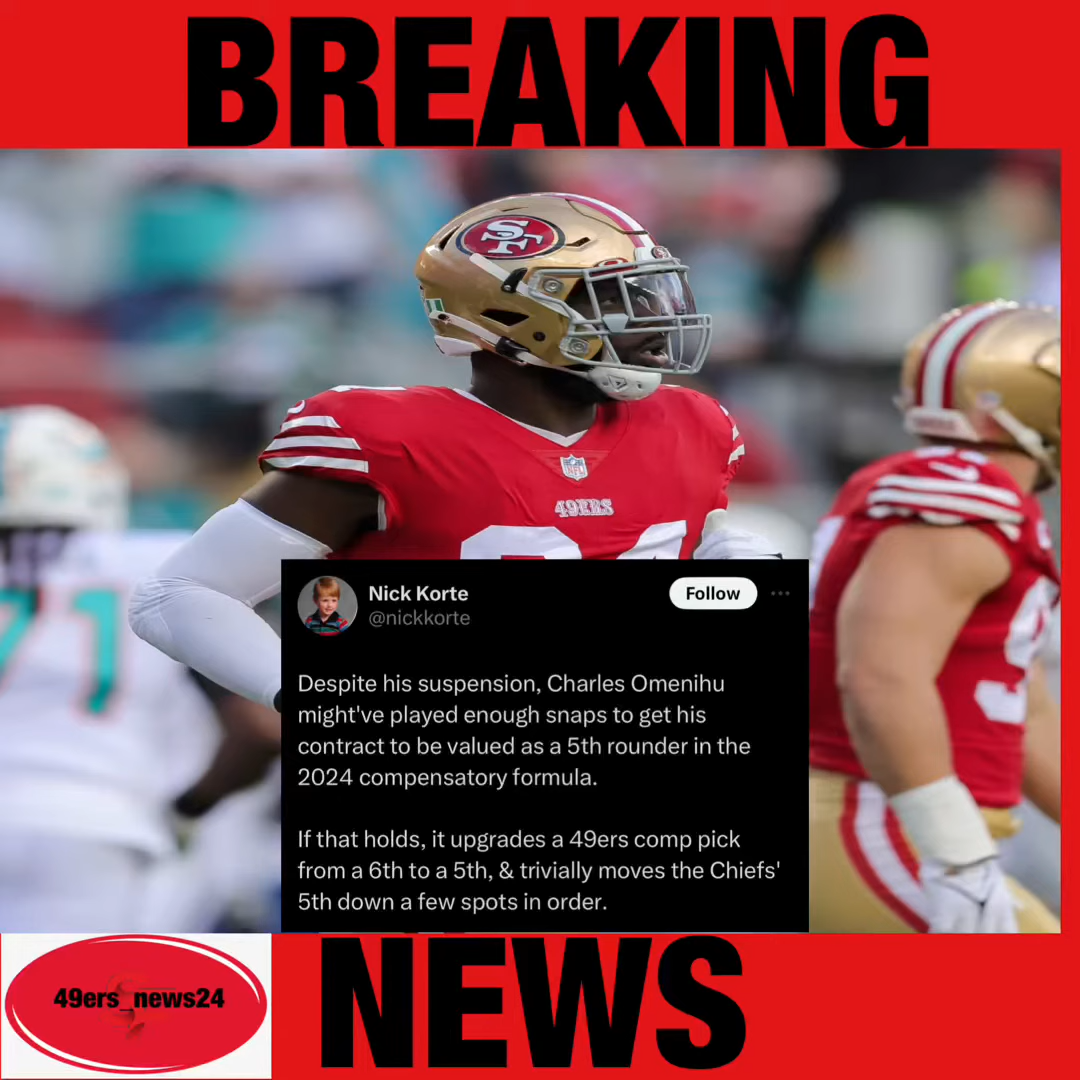 BREAKING
SF
NFL
49ERS
71
Nick Korte
Follow
@nickkorte
Despite his suspension, Charles Omenihu
might've played enough snaps to get his
contract to be valued as a 5th rounder in the
2024 compensatory formula.
If that holds, it upgrades a 49ers comp pick
from a 6th to a 5th, & trivially moves the Chiefs'
5th down a few spots in order.
49ers_news24
NEWS